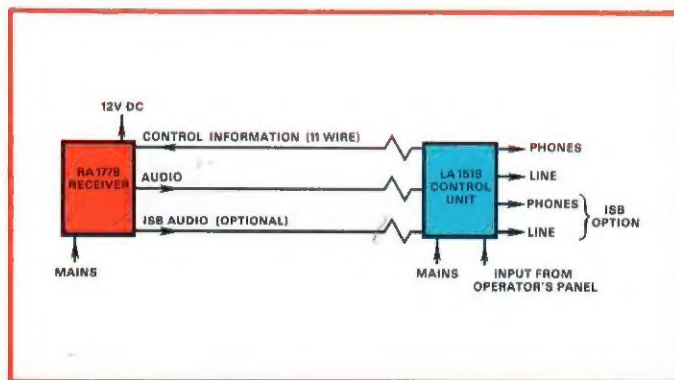 12V DC
CONTROL INFORMATION (11 WIRE)
RA 1778
RECEIVER
AUDIO
ISB AUDIO (OPTIONAL)
MAINS
LA 1519
CONTROL
UNIT
PHONES
LINE
PHONES
LINE
ISB
OPTION
MAINS
INPUT FROM
OPERATOR'S PANEL